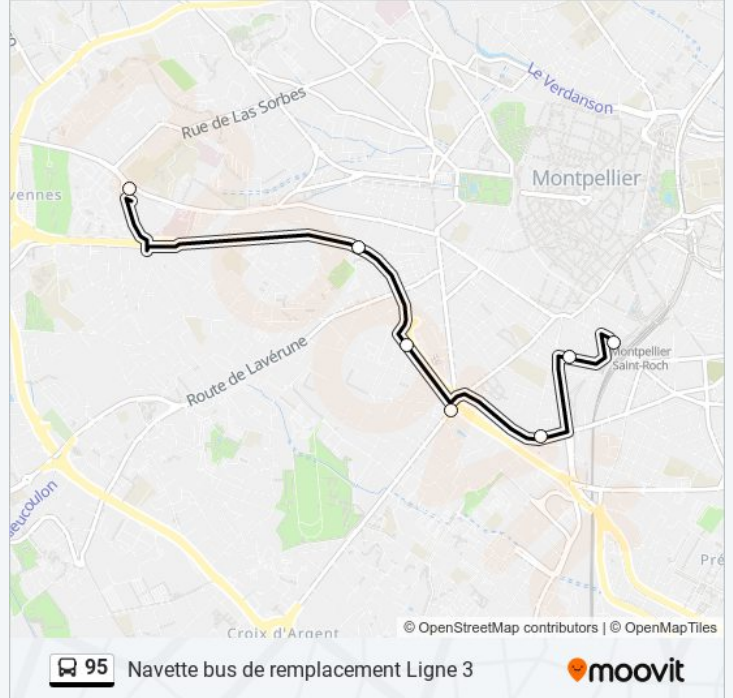 Le Verdanson
Rue de Las Sorbes
Montpellier
vennes
Montpellier
Saint-Roch
Route de Lavérune
Pré
Croix d'Argent
© OpenStreetMap contributors | © OpenMapTiles
95 Navette bus de remplacement Ligne 3
moovit